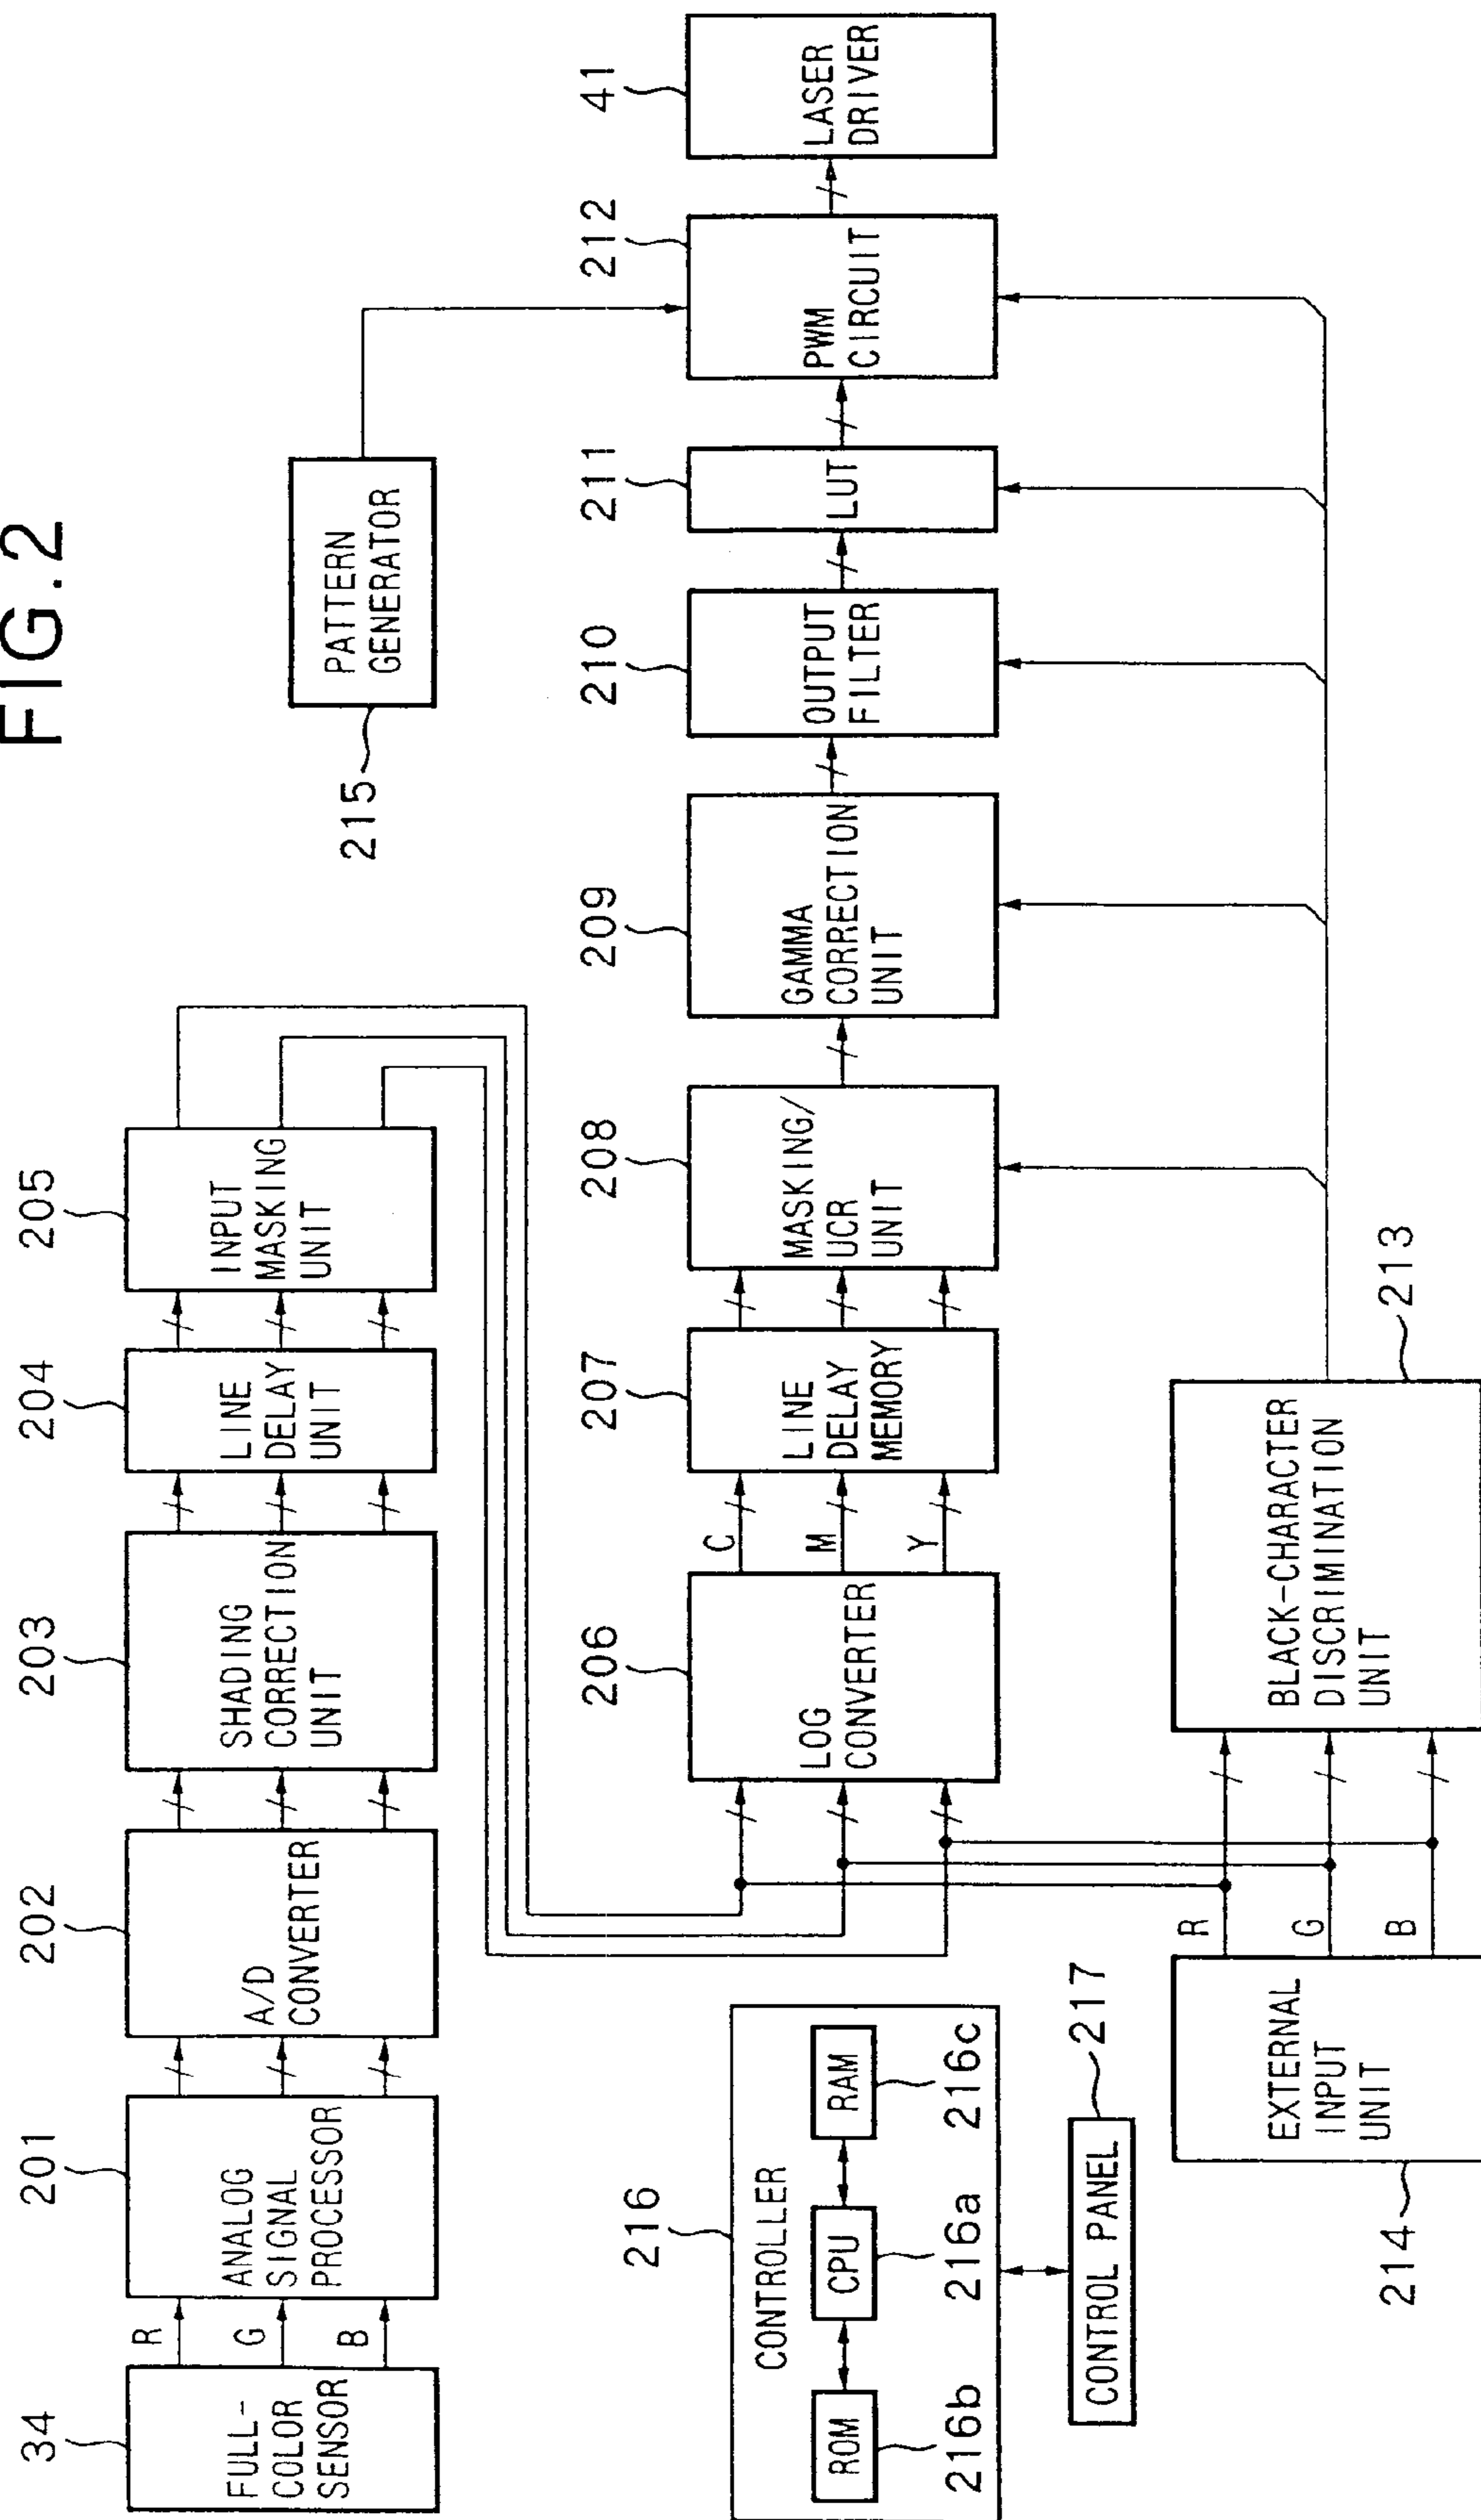 FIG.2
34
FULL-
COLOR
SENSOR
R
G
B
201
ANALOG
SIGNAL
PROCESSOR
202
A/D
CONVERTER
203
SHADING
CORRECTION
UNIT
204
LINE
DELAY
UNIT
205
INPUT
MASKING
UNIT
215
PATTERN
GENERATOR
206
LOG
CONVERTER
C
M
Y
207
LINE
DELAY
MEMORY
208
MASKING/
UCR
UNIT
209
GAMMA
CORRECTION
UNIT
210
OUTPUT
FILTER
211
LUT
212
PWM
CIRCUIT
41
LASER
DRIVER
216
CONTROLLER
ROM
CPU
RAM
216b
216a
216c
CONTROL PANEL
217
214
EXTERNAL
INPUT
UNIT
R
G
B
BLACK-CHARACTER
DISCRIMINATION
UNIT
213